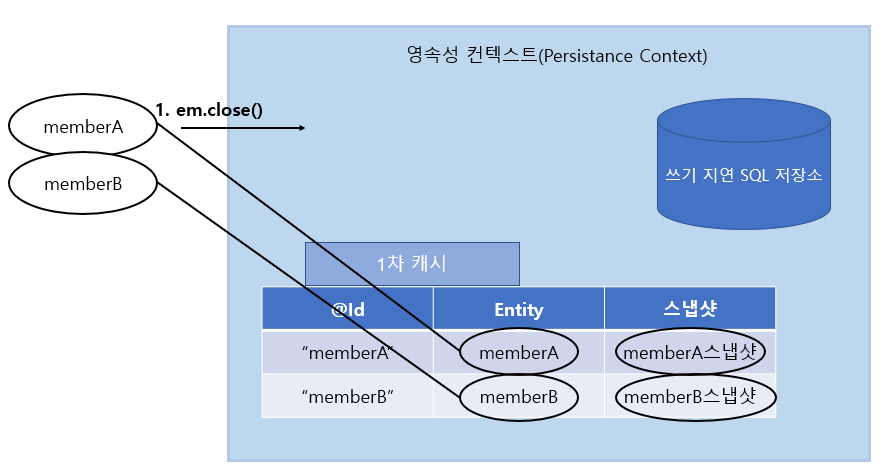 영속성 컨텍스트(Persistance Context)
1. em.close()
memberA
memberB
쓰기 지연 SQL 저장소
1차 캐시
@Id Entity 스냅샷
“memberA” memberA memberA스냅샷
“memberB” memberB memberB스냅샷